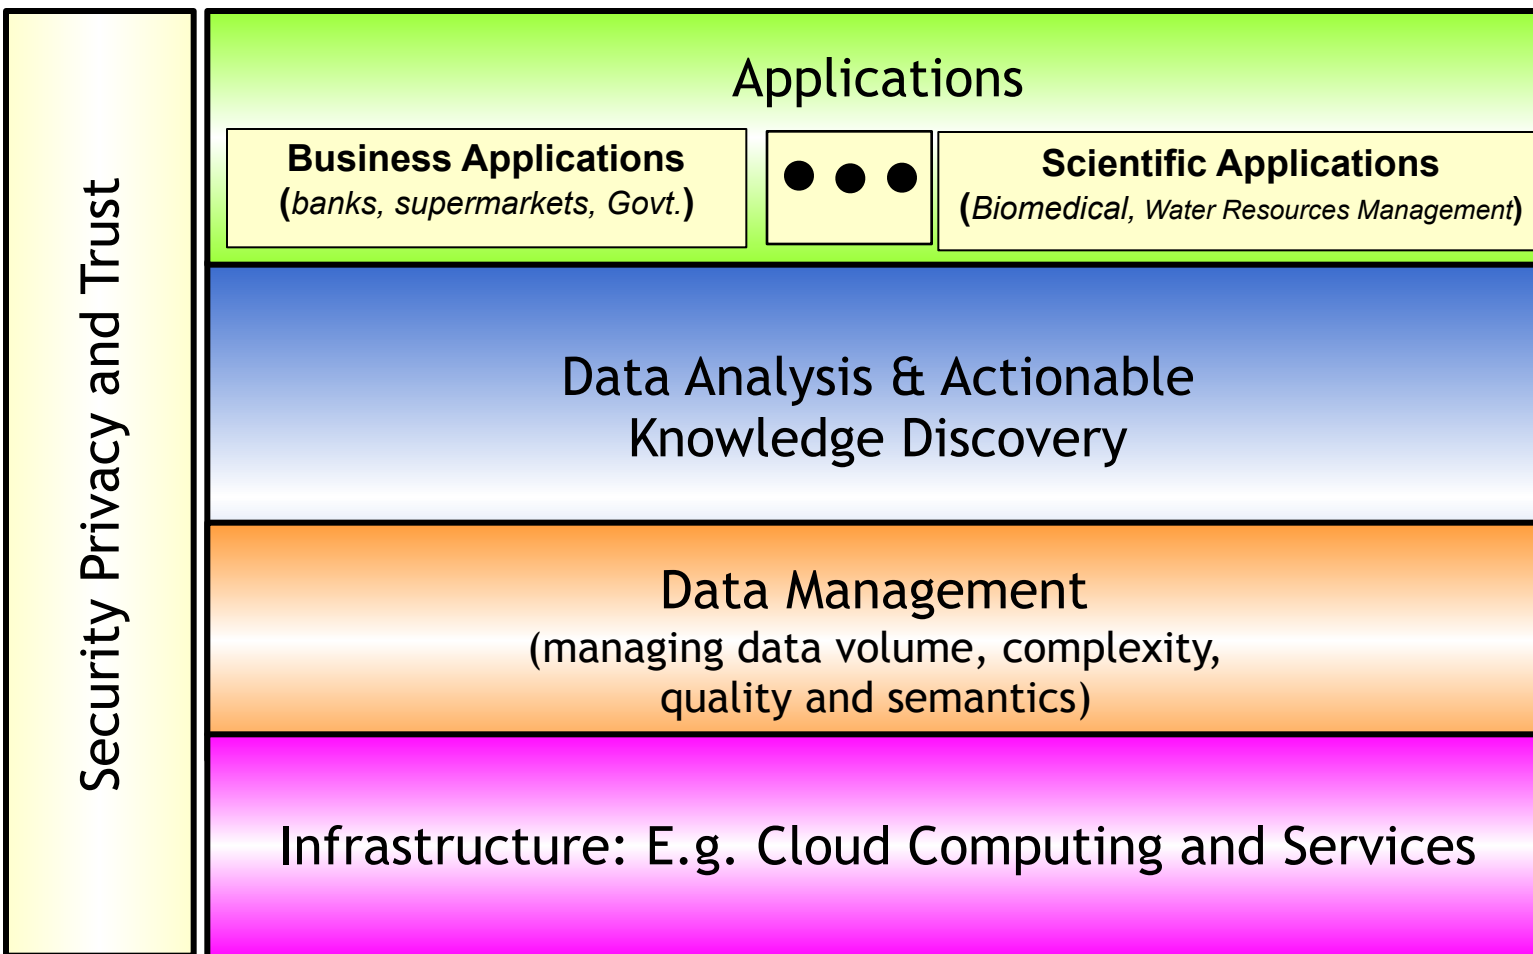 Security Privacy and Trust
Applications
Business Applications
(banks, supermarkets, Govt.)
● ● ●
Scientific Applications
(Biomedical, Water Resources Management)
Data Analysis & Actionable
Knowledge Discovery
Data Management
(managing data volume, complexity,
quality and semantics)
Infrastructure: E.g. Cloud Computing and Services